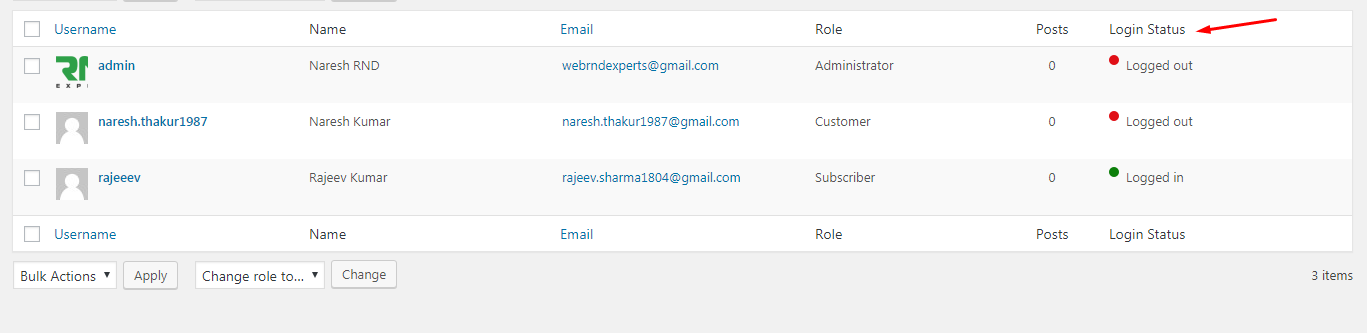 Username Name Email Role Posts Login Status
admin Naresh RND webrndexperts@gmail.com Administrator 0 Logged out
EXPI
naresh.thakur1987 Naresh Kumar naresh.thakur1987@gmail.com Customer 0 Logged out
rajeeev Rajeev Kumar rajeev.sharma1804@gmail.com Subscriber 0 Logged in
Username Name Email Role Posts Login Status
Bulk Actions Apply Change role to... Change 3 items